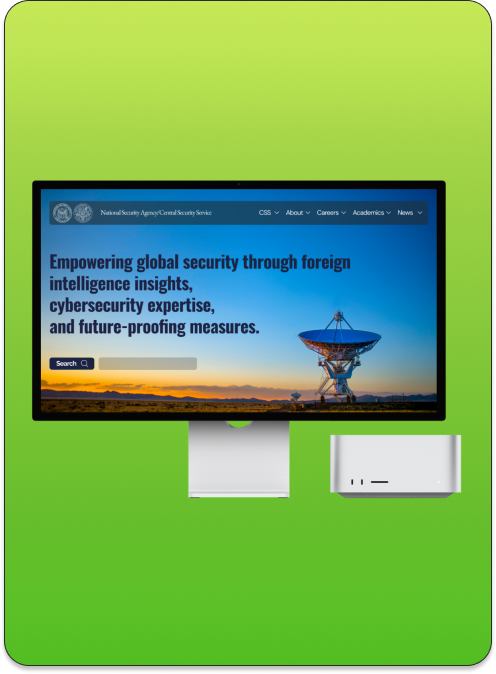 National Security Agency/Central Security Service
CSS About Careers Academics News
Empowering global security through foreign
intelligence insights,
cybersecurity expertise,
and future-proofing measures.
Search